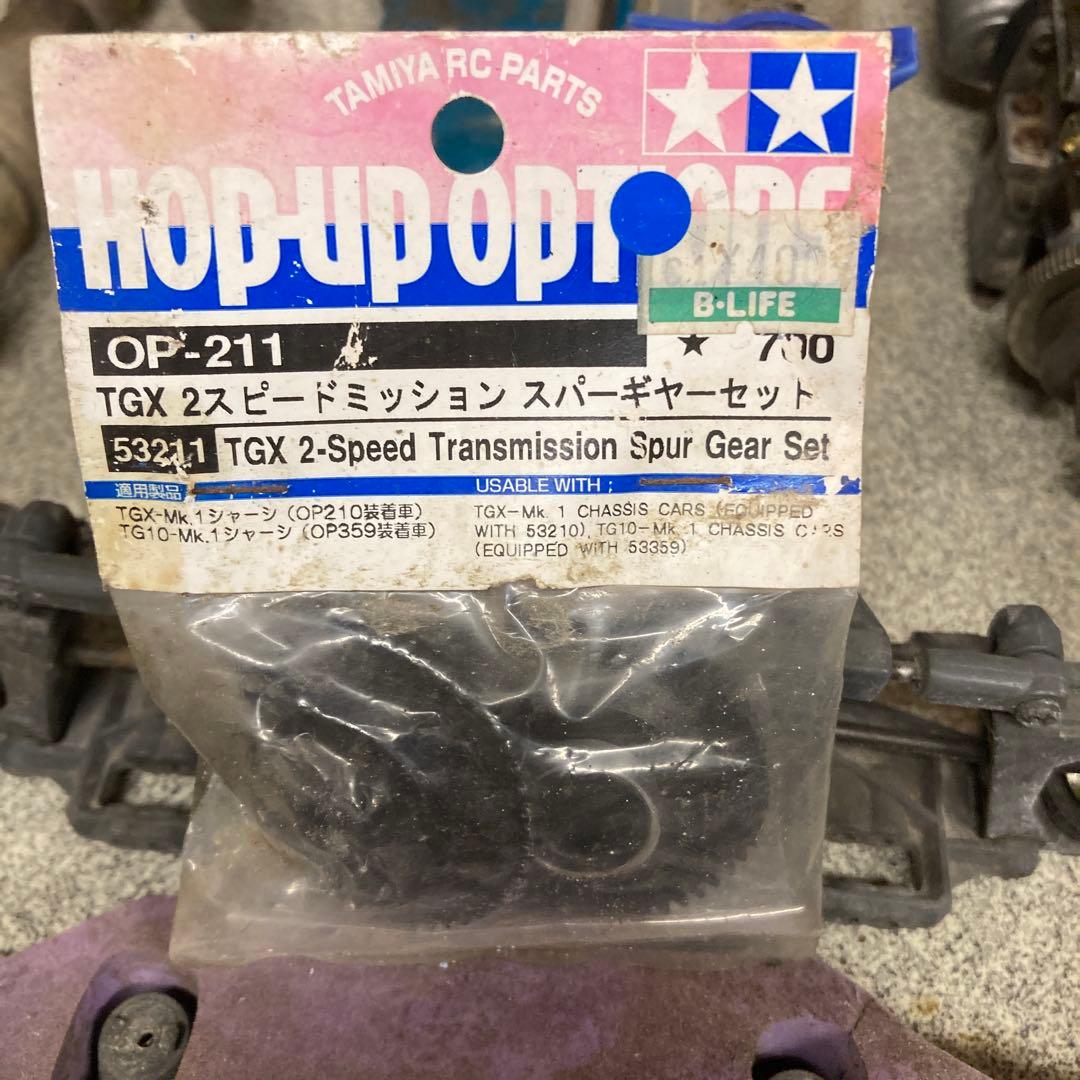 TAMIYA RC PARTS
HOP-UP OPTIONS
B·LIFE
OP-211
★ 700
TGX 2スピードミッション スパーギヤーセット
53211 TGX 2-Speed Transmission Spur Gear Set
適用製品
USABLE WITH ;
TGX-Mk.1シャーシ (OP210装着車)
TG10-Mk.1シャーシ (OP359装着車)
TGX-Mk. 1 CHASSIS CARS (EQUIPPED
WITH 53210), TG10-Mk. 1 CHASSIS CARS
(EQUIPPED WITH 53359)